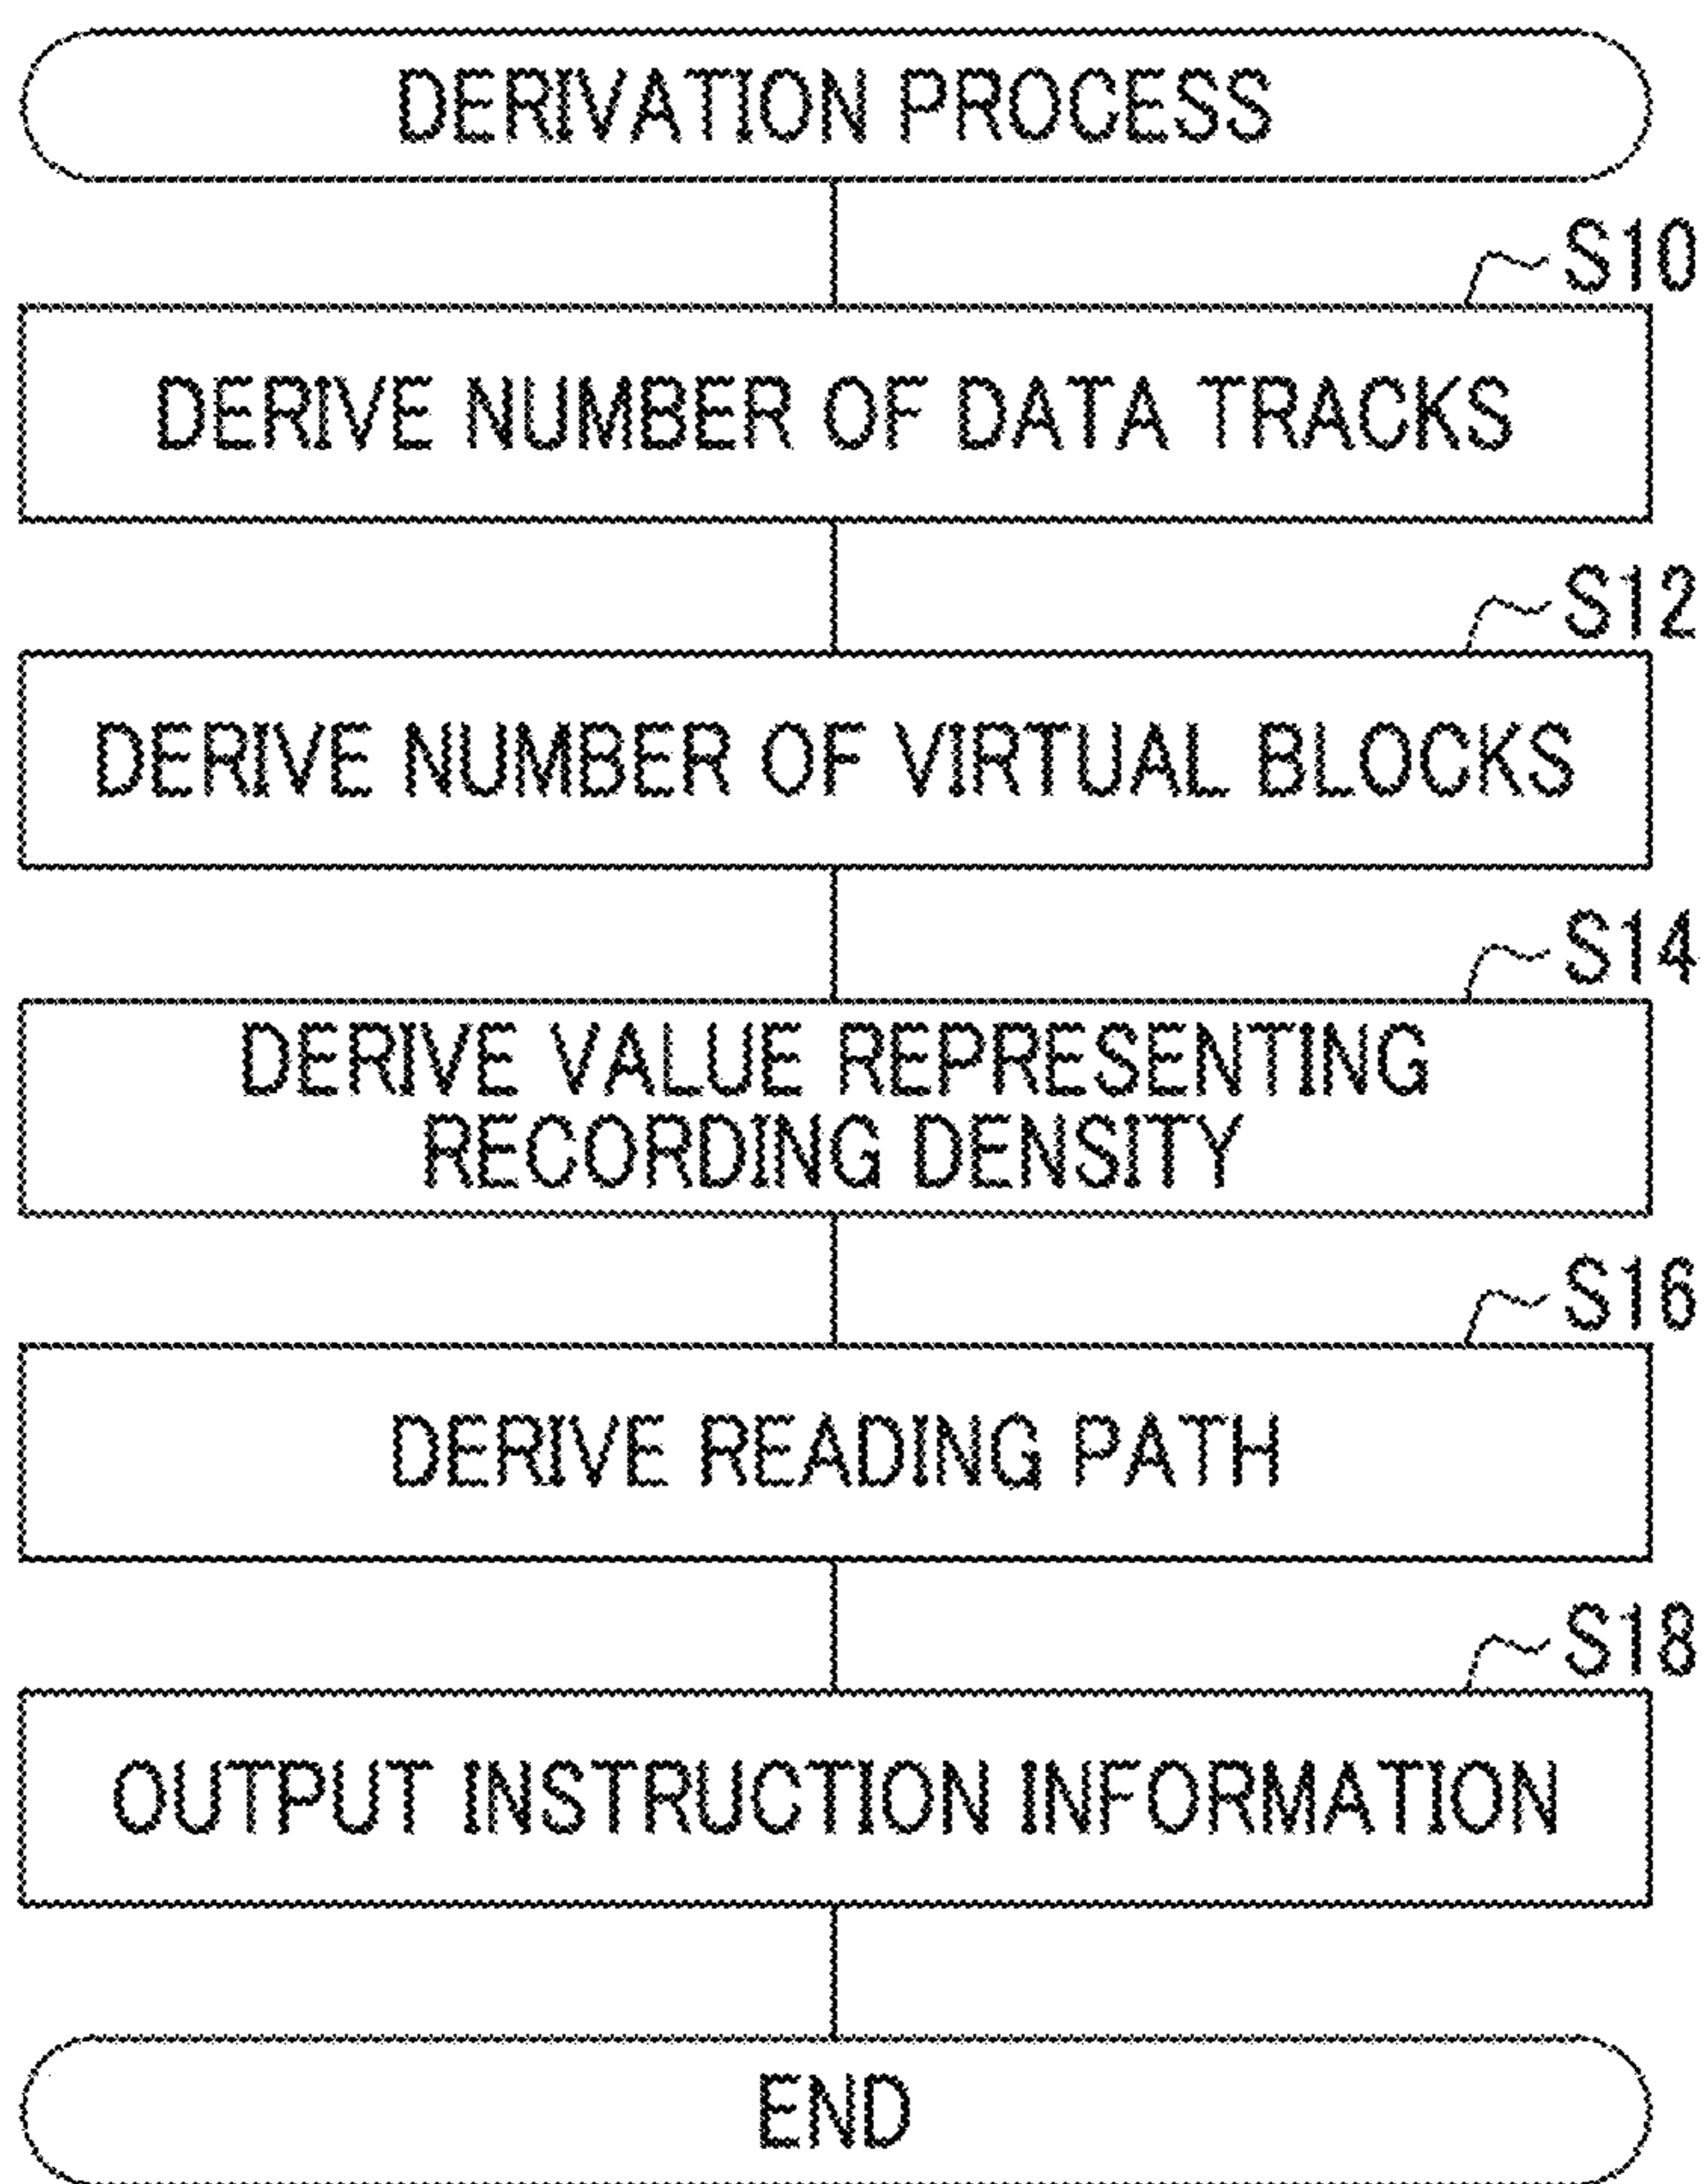 DERIVATION PROCESS
S10
DERIVE NUMBER OF DATA TRACKS
S12
DERIVE NUMBER OF VIRTUAL BLOCKS
S14
DERIVE VALUE REPRESENTING
RECORDING DENSITY
S16
DERIVE READING PATH
S18
OUTPUT INSTRUCTION INFORMATION
END